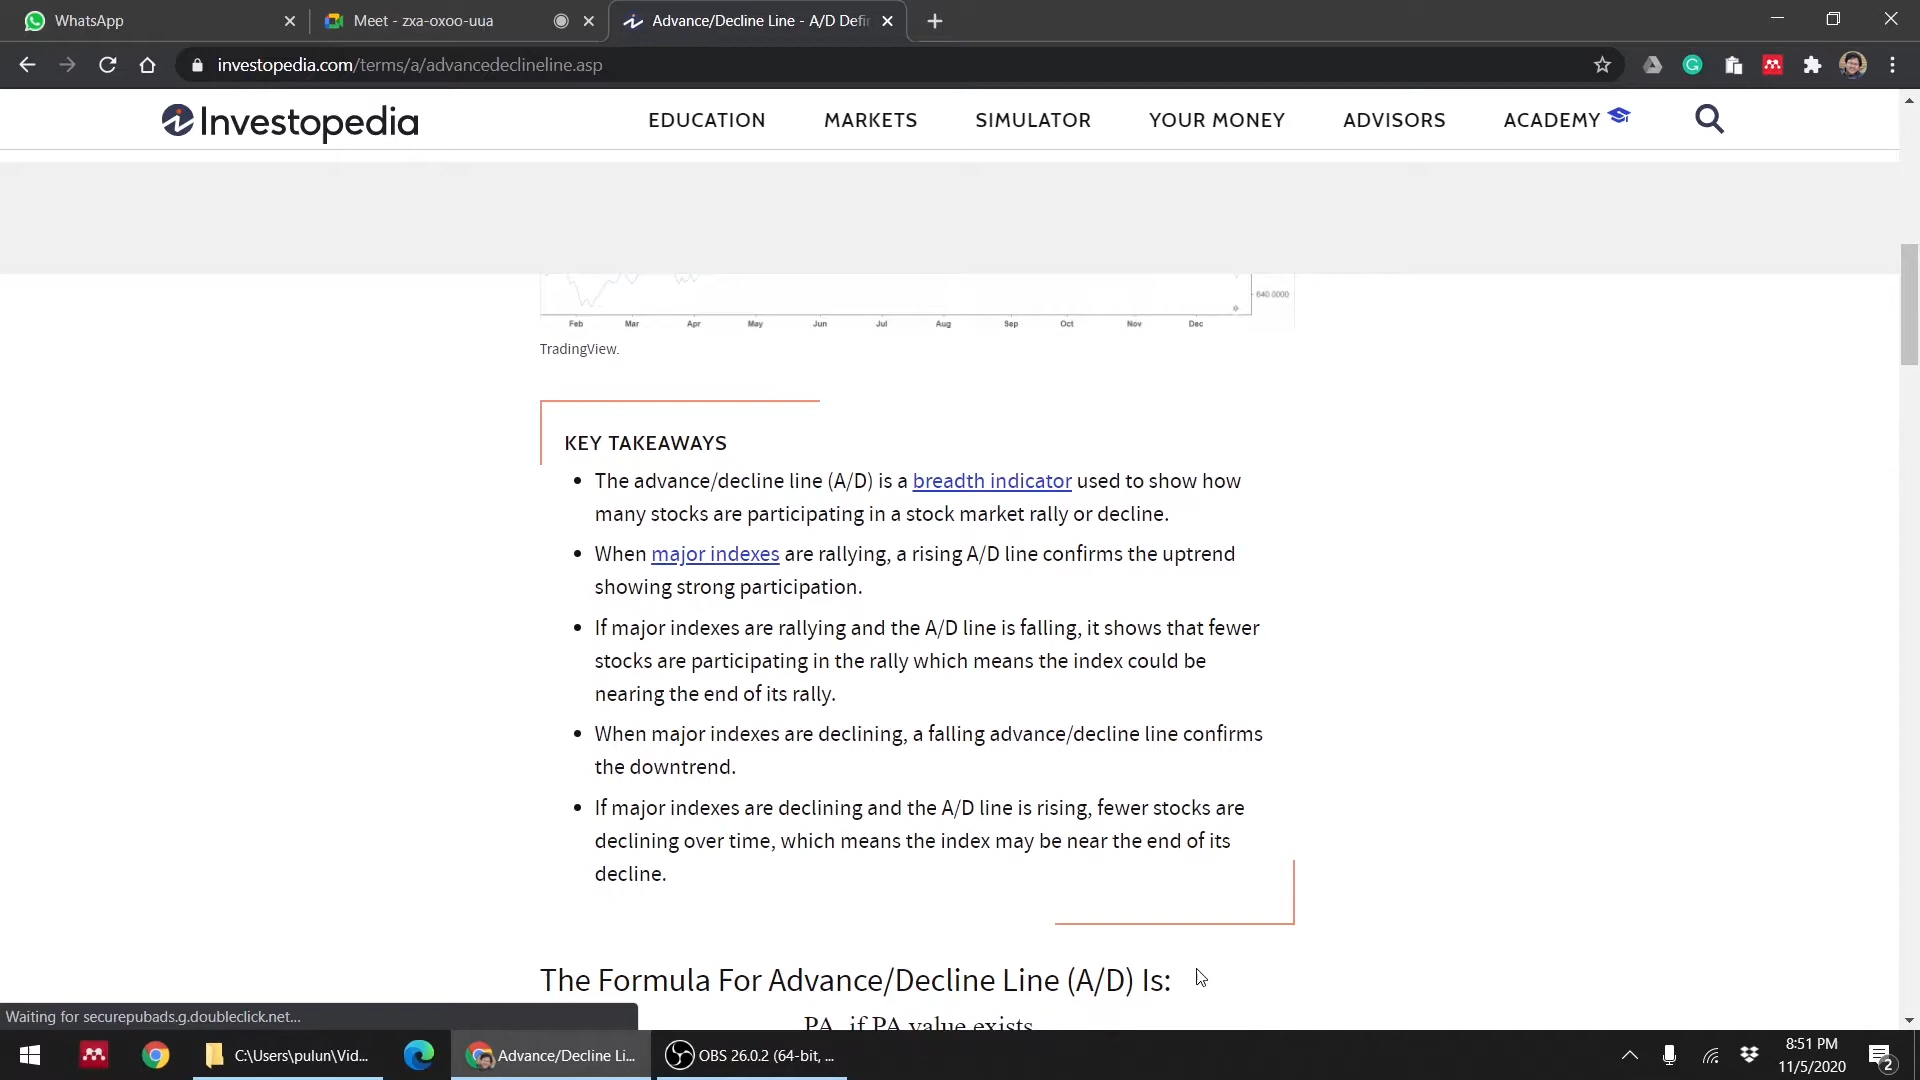 WhatsApp
Meet - zxa-oxoo-uua
Advance/Decline Line - A/D Defi
investopedia.com/terms/a/advancedeclineline.asp
Investopedia
EDUCATION
MARKETS
SIMULATOR
YOUR MONEY
ADVISORS
ACADEMY
640.0000
Feb Mar Apr May Jun Jul Aug Sep Oct Nov Dec
TradingView.
KEY TAKEAWAYS
The advance/decline line (A/D) is a breadth indicator used to show how
many stocks are participating in a stock market rally or decline.
When major indexes are rallying, a rising A/D line confirms the uptrend
showing strong participation.
If major indexes are rallying and the A/D line is falling, it shows that fewer
stocks are participating in the rally which means the index could be
nearing the end of its rally.
When major indexes are declining, a falling advance/decline line confirms
the downtrend.
If major indexes are declining and the A/D line is rising, fewer stocks are
declining over time, which means the index may be near the end of its
decline.
The Formula For Advance/Decline Line (A/D) Is:
PA, if PA value exists
Waiting for securepubads.g.doubleclick.net...
C:\Users\pulun\Vid...
Advance/Decline Li...
OBS 26.0.2 (64-bit, ...
8:51 PM
11/5/2020
2